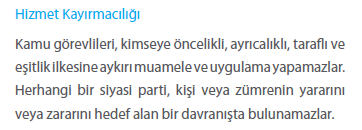 Hizmet Kayırmacılığı
Kamu görevlileri, kimseye öncelikli, ayrıcalıklı, taraflı ve
eşitlik ilkesine aykırı muamele ve uygulama yapamazlar.
Herhangi bir siyasi parti, kişi veya zümrenin yararını
veya zararını hedef alan bir davranışta bulunamazlar.